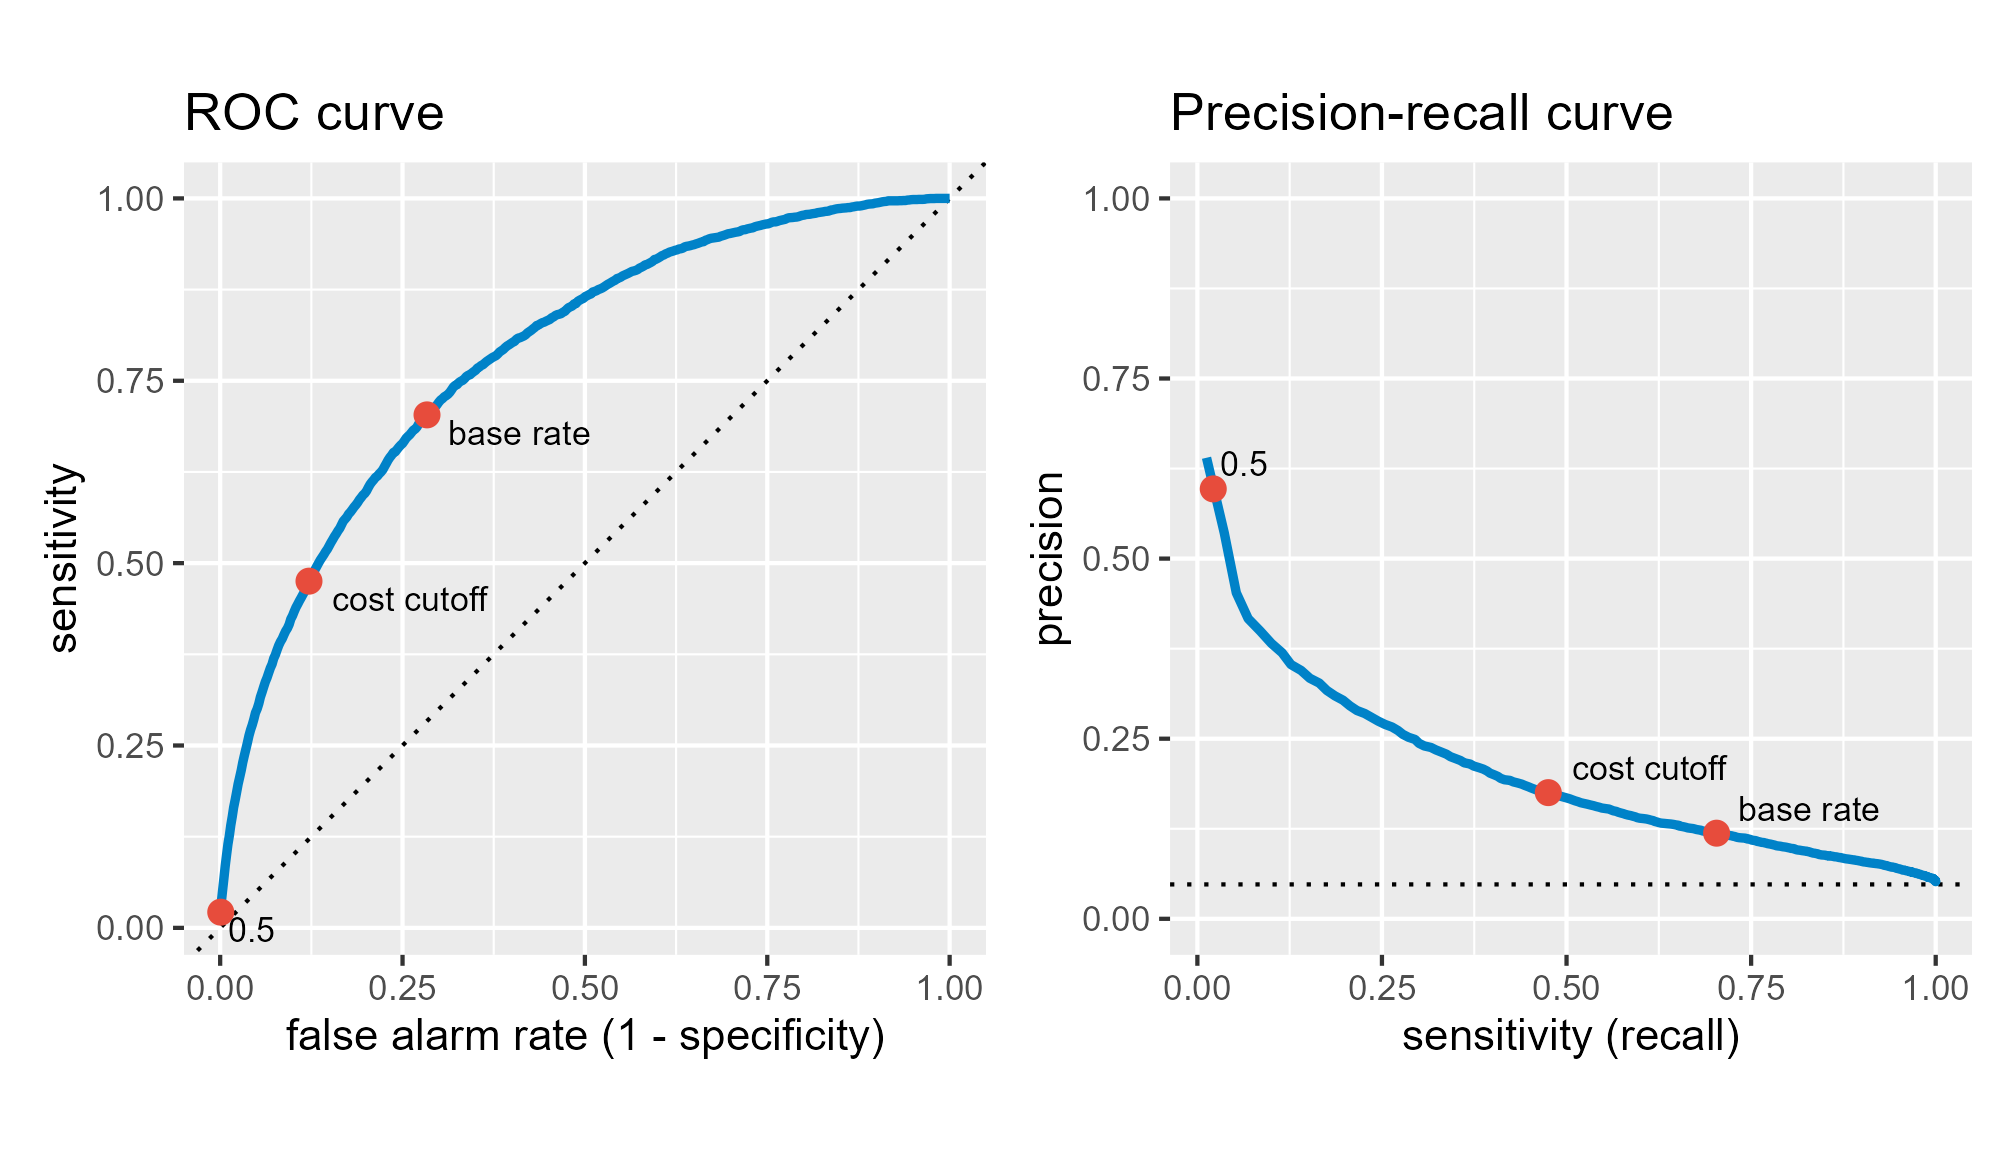 ROC curve
1.00
0.75
0.50
0.25
0.00
sensitivity
base rate
cost cutoff
0.5
0.00
0.25
0.50
0.75
1.00
false alarm rate (1 - specificity)
Precision-recall curve
1.00
0.75
0.50
0.25
0.00
precision
0.5
cost cutoff
base rate
0.00
0.25
0.50
0.75
1.00
sensitivity (recall)